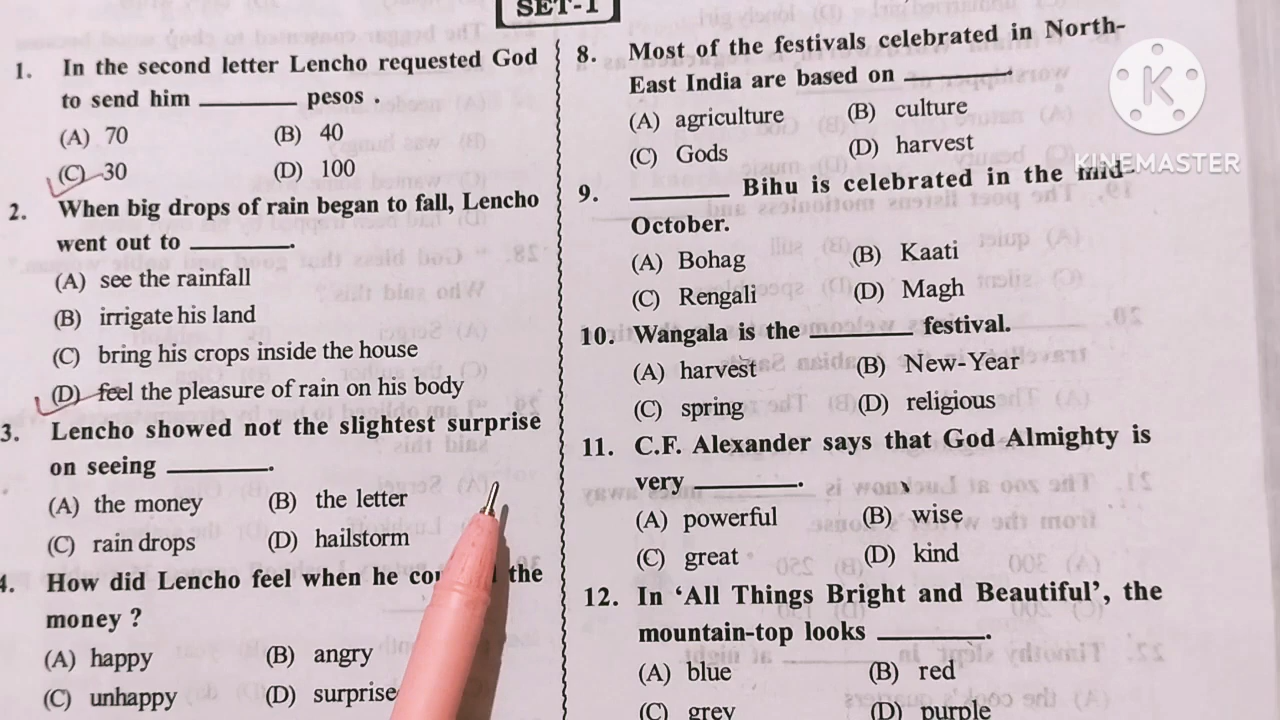 SET-1
1. In the second letter Lencho requested God
to send him ________ pesos .
(A) 70 (B) 40
(C) 30 (D) 100
2. When big drops of rain began to fall, Lencho
went out to ________.
(A) see the rainfall
(B) irrigate his land
(C) bring his crops inside the house
(D) feel the pleasure of rain on his body
3. Lencho showed not the slightest surprise
on seeing ________.
(A) the money (B) the letter
(C) rain drops (D) hailstorm
4. How did Lencho feel when he the
money ?
(A) happy (B) angry
(C) unhappy (D) surprise
8. Most of the festivals celebrated in North-
East India are based on ________
(A) agriculture (B) culture
(C) Gods (D) harvest
9. ________ Bihu is celebrated in the mid-
October.
(A) Bohag (B) Kaati
(C) Rengali (D) Magh
10. Wangala is the ________ festival.
(A) harvest (B) New-Year
(C) spring (D) religious
11. C.F. Alexander says that God Almighty is
very ________.
(A) powerful (B) wise
(C) great (D) kind
12. In ‘All Things Bright and Beautiful’, the
mountain-top looks ________.
(A) blue (B) red
(C) grey (D) purple
K
KINEMASTER